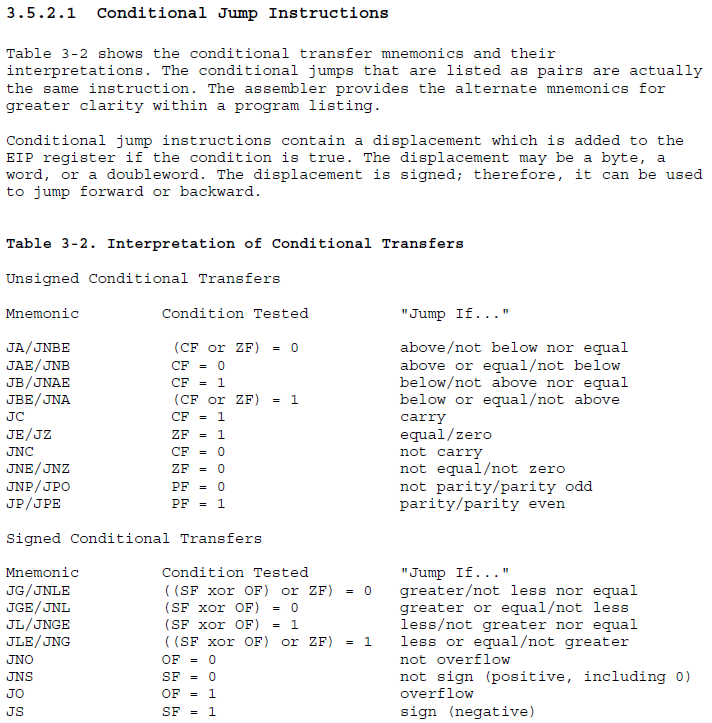 3.5.2.1 Conditional Jump Instructions
Table 3-2 shows the conditional transfer mnemonics and their
interpretations. The conditional jumps that are listed as pairs are actually
the same instruction. The assembler provides the alternate mnemonics for
greater clarity within a program listing.
Conditional jump instructions contain a displacement which is added to the
EIP register if the condition is true. The displacement may be a byte, a
word, or a doubleword. The displacement is signed; therefore, it can be used
to jump forward or backward.
Table 3-2. Interpretation of Conditional Transfers
Unsigned Conditional Transfers
Mnemonic Condition Tested "Jump If..."
JA/JNBE (CF or ZF) = 0 above/not below nor equal
JAE/JNB CF = 0 above or equal/not below
JB/JNAE CF = 1 below/not above nor equal
JBE/JNA (CF or ZF) = 1 below or equal/not above
JC CF = 1 carry
JE/JZ ZF = 1 equal/zero
JNC CF = 0 not carry
JNE/JNZ ZF = 0 not equal/not zero
JNP/JPO PF = 0 not parity/parity odd
JP/JPE PF = 1 parity/parity even
Signed Conditional Transfers
Mnemonic Condition Tested "Jump If..."
JG/JNLE ((SF xor OF) or ZF) = 0 greater/not less nor equal
JGE/JNL (SF xor OF) = 0 greater or equal/not less
JL/JNGE (SF xor OF) = 1 less/not greater nor equal
JLE/JNG ((SF xor OF) or ZF) = 1 less or equal/not greater
JNO OF = 0 not overflow
JNS SF = 0 not sign (positive, including 0)
JO OF = 1 overflow
JS SF = 1 sign (negative)